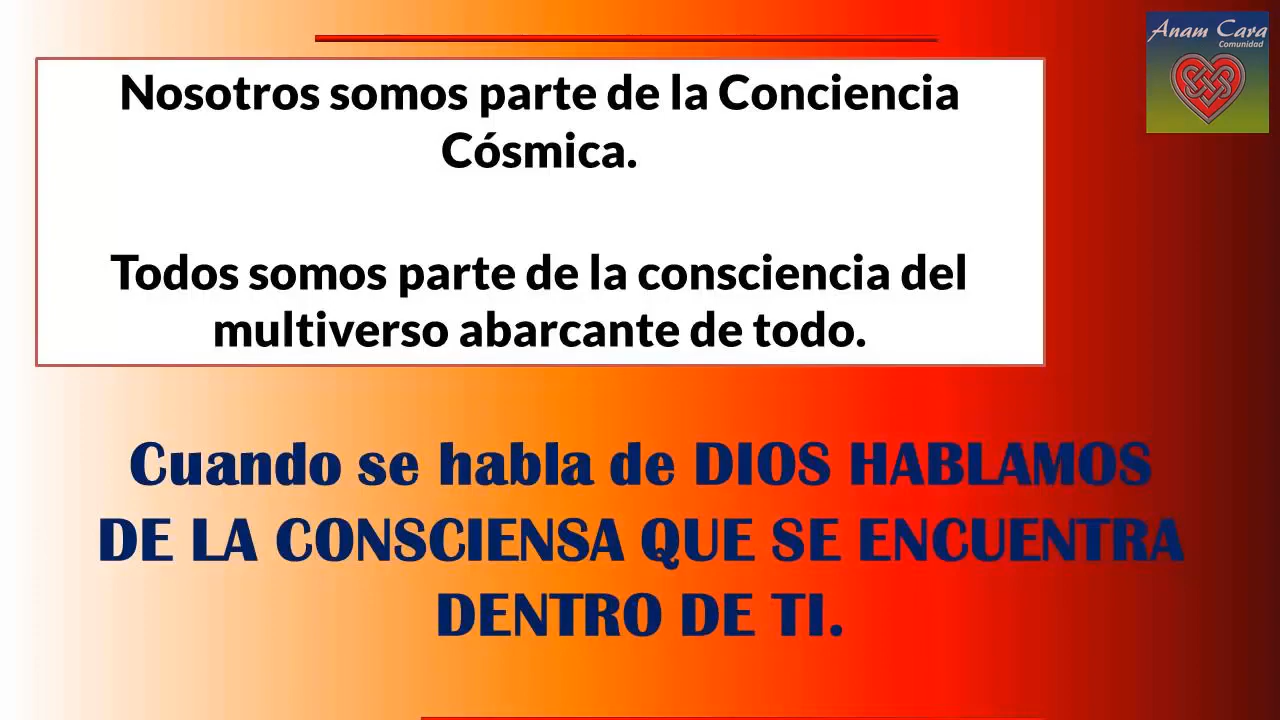 Anam Cara
Comunidad
Nosotros somos parte de la Conciencia
Cósmica.
Todos somos parte de la consciencia del
multiverso abarcante de todo.
Cuando se habla de DIOS HABLAMOS
DE LA CONSCIENSA QUE SE ENCUENTRA
DENTRO DE TI.